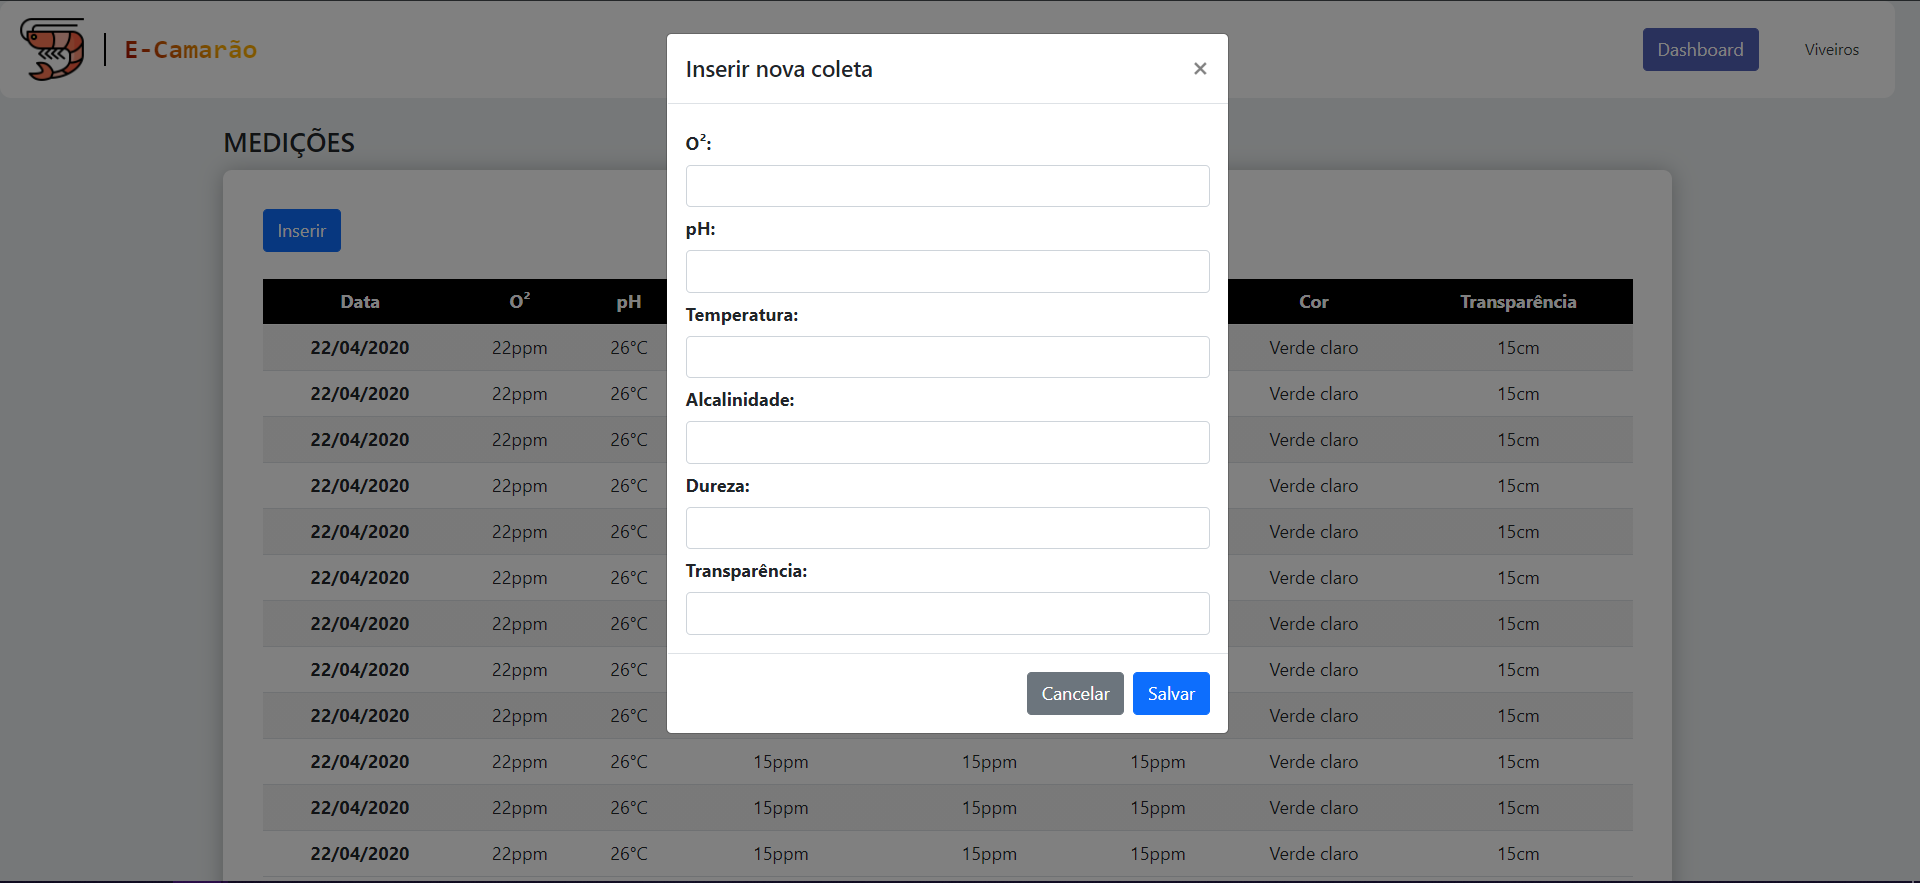 E-Camarão
Dashboard
Viveiros
MEDIÇÕES
Inserir
Inserir nova coleta
×
O²:
pH:
Temperatura:
Alcalinidade:
Dureza:
Transparência:
Cancelar Salvar
Data O² pH Cor Transparência
22/04/2020 22ppm 26°C Verde claro 15cm
22/04/2020 22ppm 26°C Verde claro 15cm
22/04/2020 22ppm 26°C Verde claro 15cm
22/04/2020 22ppm 26°C Verde claro 15cm
22/04/2020 22ppm 26°C Verde claro 15cm
22/04/2020 22ppm 26°C Verde claro 15cm
22/04/2020 22ppm 26°C Verde claro 15cm
22/04/2020 22ppm 26°C Verde claro 15cm
22/04/2020 22ppm 26°C Verde claro 15cm
22/04/2020 22ppm 26°C 15ppm 15ppm 15ppm Verde claro 15cm
22/04/2020 22ppm 26°C 15ppm 15ppm 15ppm Verde claro 15cm
22/04/2020 22ppm 26°C 15ppm 15ppm 15ppm Verde claro 15cm